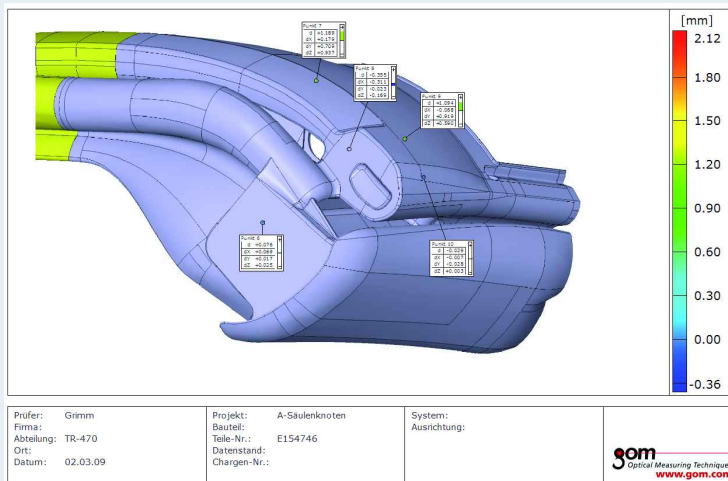 [mm]
2.12
1.80
1.50
1.20
0.90
0.60
0.30
0.00
-0.36
Punkt 7
d +1.189
dX +0.179
dY +0.709
dZ +0.937
Punkt 8
d -0.355
dX -0.311
dY -0.023
dZ -0.169
Punkt 9
d +1.094
dX -0.068
dY +0.919
dZ +0.590
Punkt 6
d +0.076
dX +0.069
dY +0.017
dZ +0.025
Punkt 10
d -0.029
dX -0.007
dY -0.028
dZ +0.003
Prüfer: Grimm
Firma:
Abteilung: TR-470
Ort:
Datum: 02.03.09
Projekt: A-Säulenknoten
Bauteil:
Teile-Nr.: E154746
Datenstand:
Chargen-Nr.:
System:
Ausrichtung:
gom
Optical Measuring Techniques
www.gom.com